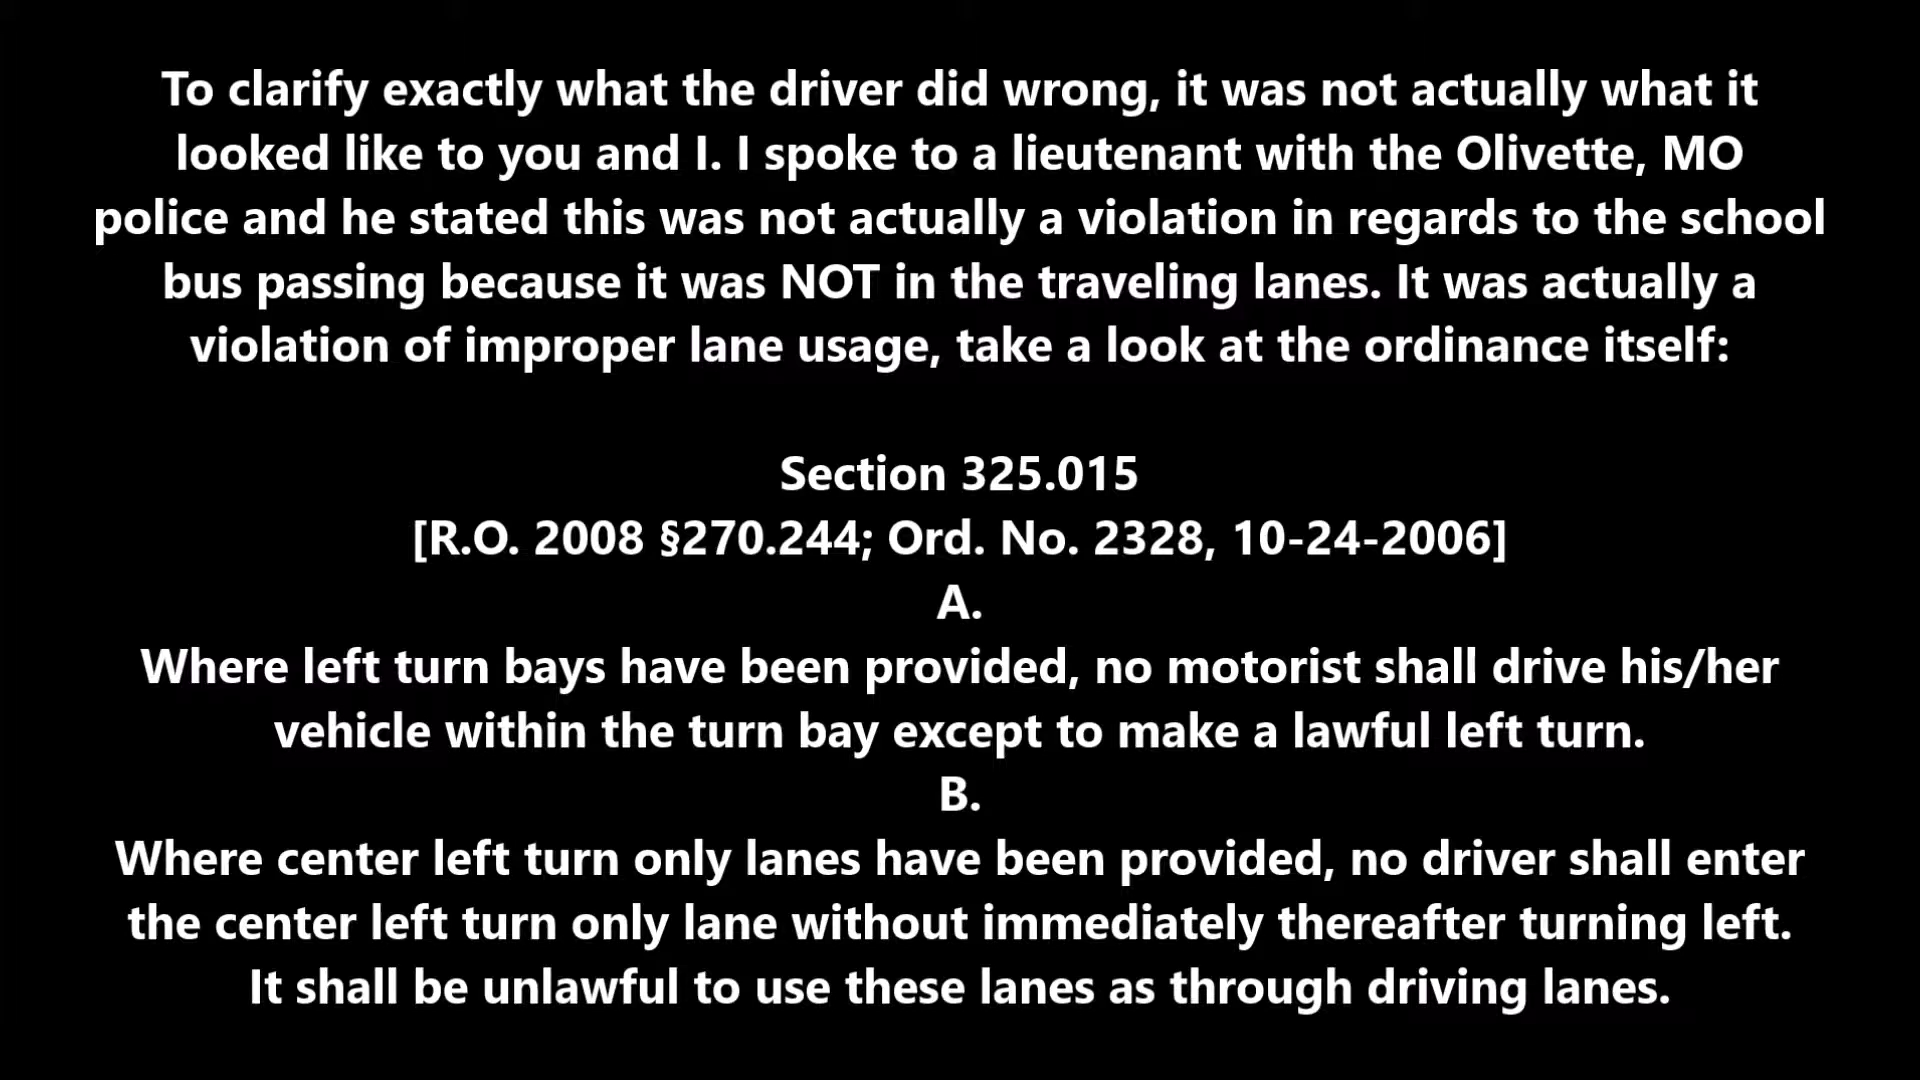 To clarify exactly what the driver did wrong, it was not actually what it
looked like to you and I. I spoke to a lieutenant with the Olivette, MO
police and he stated this was not actually a violation in regards to the school
bus passing because it was NOT in the traveling lanes. It was actually a
violation of improper lane usage, take a look at the ordinance itself:
Section 325.015
[R.O. 2008 §270.244; Ord. No. 2328, 10-24-2006]
A.
Where left turn bays have been provided, no motorist shall drive his/her
vehicle within the turn bay except to make a lawful left turn.
B.
Where center left turn only lanes have been provided, no driver shall enter
the center left turn only lane without immediately thereafter turning left.
It shall be unlawful to use these lanes as through driving lanes.